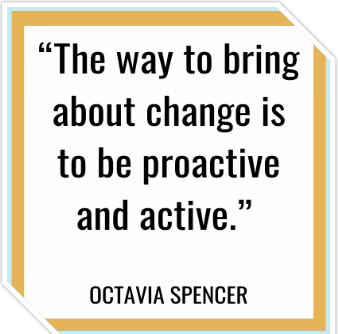 “The way to bring
about change is
to be proactive
and active.”
OCTAVIA SPENCER